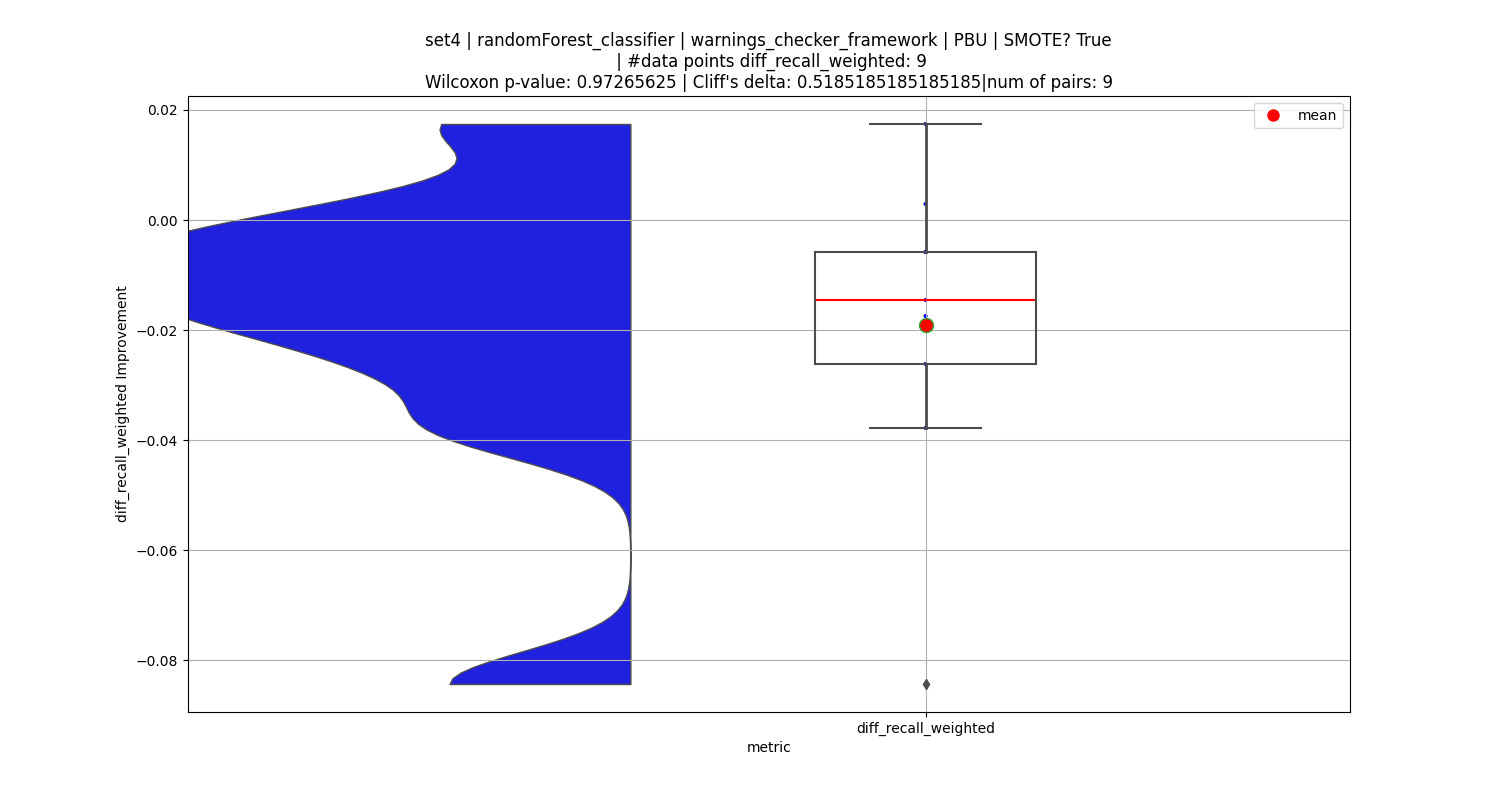 set4 | randomForest_classifier | warnings_checker_framework | PBU | SMOTE? True
| #data points diff_recall_weighted: 9
Wilcoxon p-value: 0.97265625 | Cliff's delta: 0.5185185185185185|num of pairs: 9
mean
0.02
0.00
−0.02
−0.04
−0.06
−0.08
diff_recall_weighted Improvement
diff_recall_weighted
metric